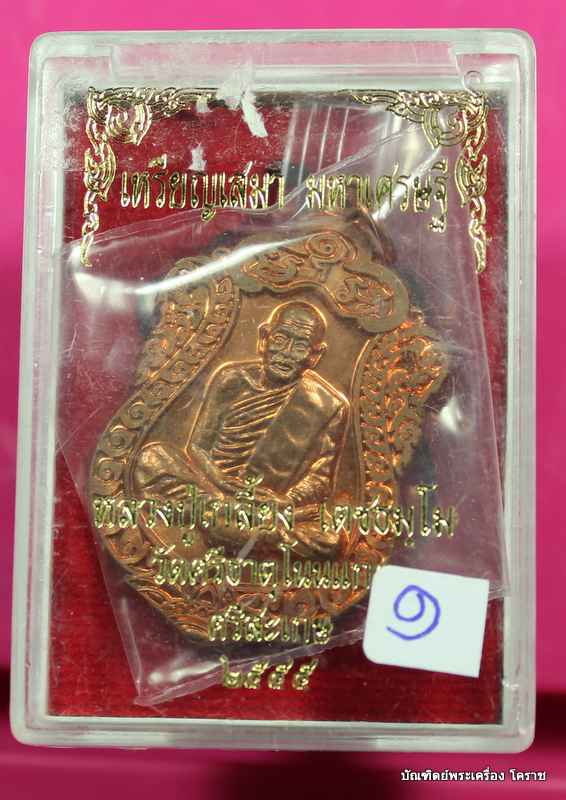 เหรียญเสมา มหาเศรษฐี
หลวงปู่เกลี้ยง เตชธมฺโม
วัดศรีธาตุโนนแกด
ศรีสะเกษ
๒๕๕๕
๑
บัณฑิตย์พระเครื่อง โคราช